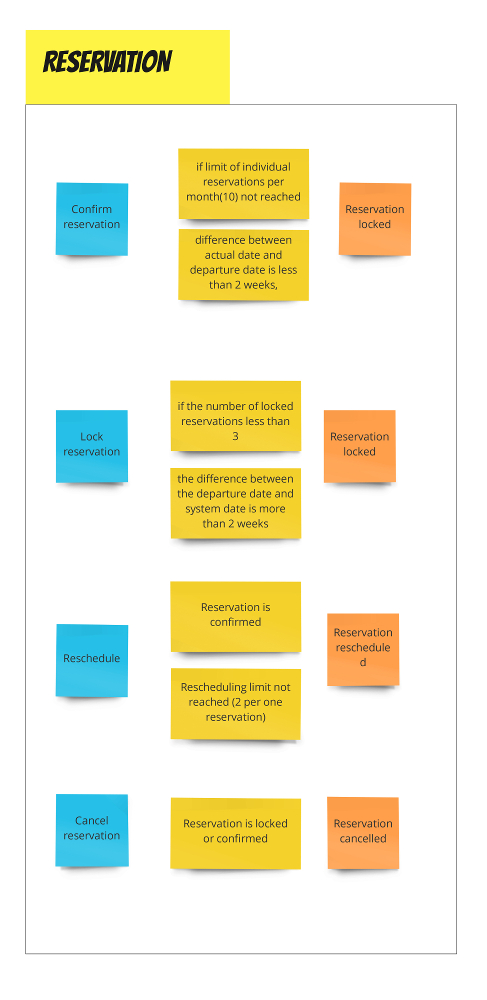 RESERVATION
Confirm
reservation
if limit of individual
reservations per
month(10) not reached
difference between
actual date and
departure date is less
than 2 weeks,
Reservation
locked
Lock
reservation
if the number of locked
reservations less than
3
the difference between
the departure date and
system date is more
than 2 weeks
Reservation
locked
Reschedule
Reservation is
confirmed
Rescheduling limit not
reached (2 per one
reservation)
Reservation
reschedule
d
Cancel
reservation
Reservation is locked
or confirmed
Reservation
cancelled